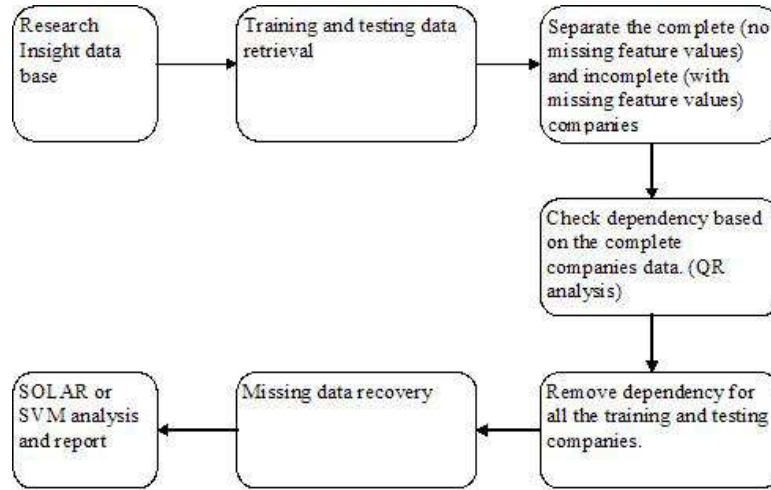 Research
Insight data
base
Training and testing data
retrieval
Separate the complete (no
missing feature values)
and incomplete (with
missing feature values)
companies
Check dependency based
on the complete
companies data. (QR
analysis)
Remove dependency for
all the training and testing
companies.
Missing data recovery
SOLAR or
SVM analysis
and report